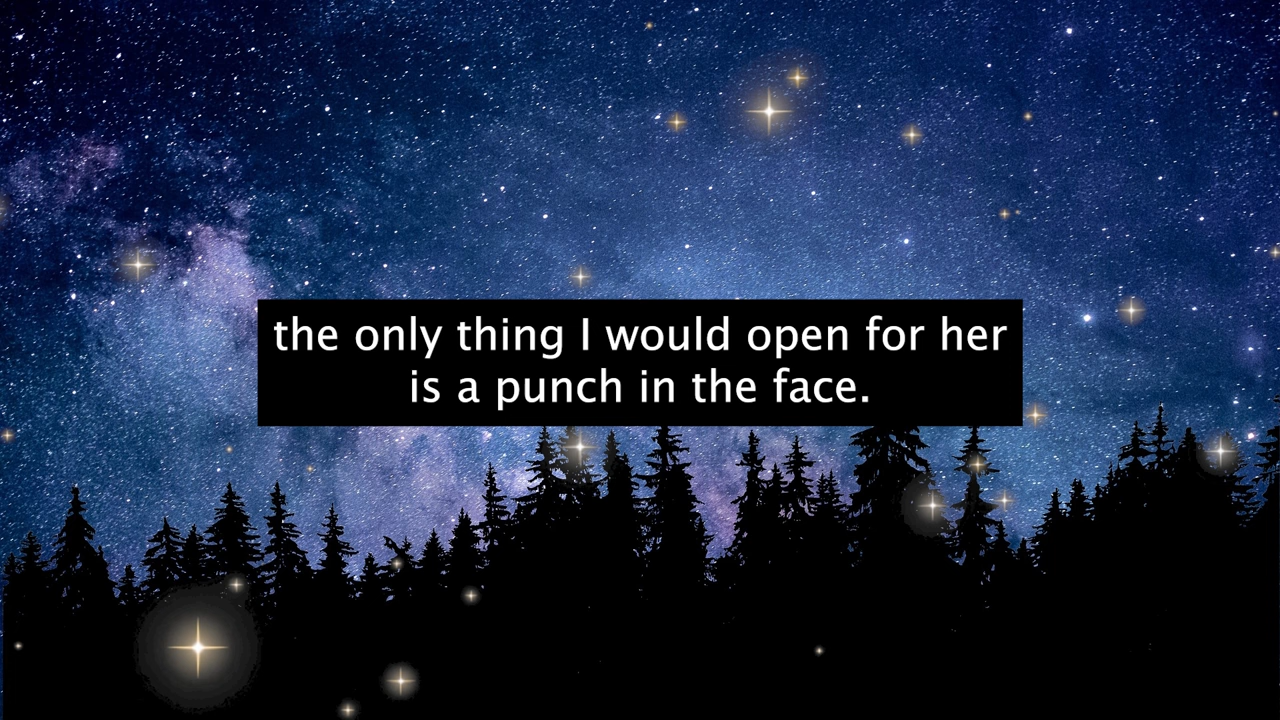 the only thing I would open for her
is a punch in the face.